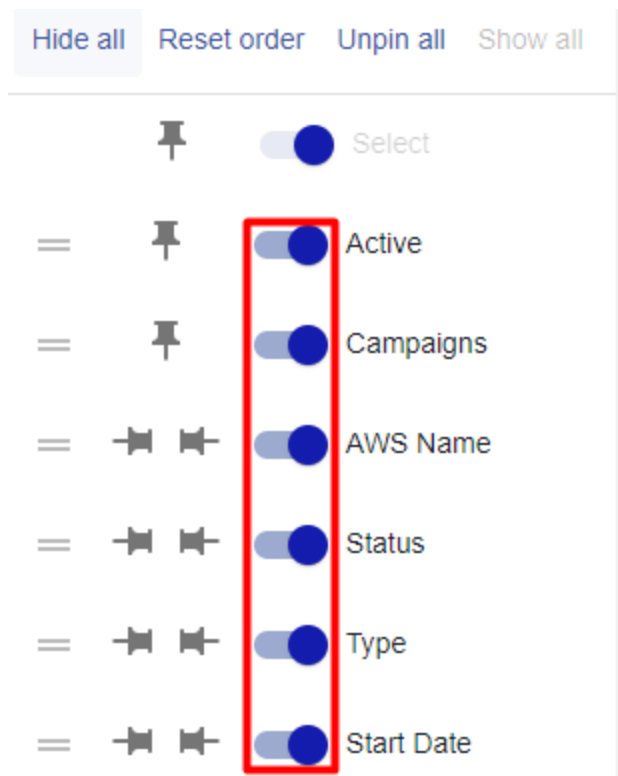 Hide all Reset order Unpin all Show all
Select
Active
Campaigns
AWS Name
Status
Type
Start Date